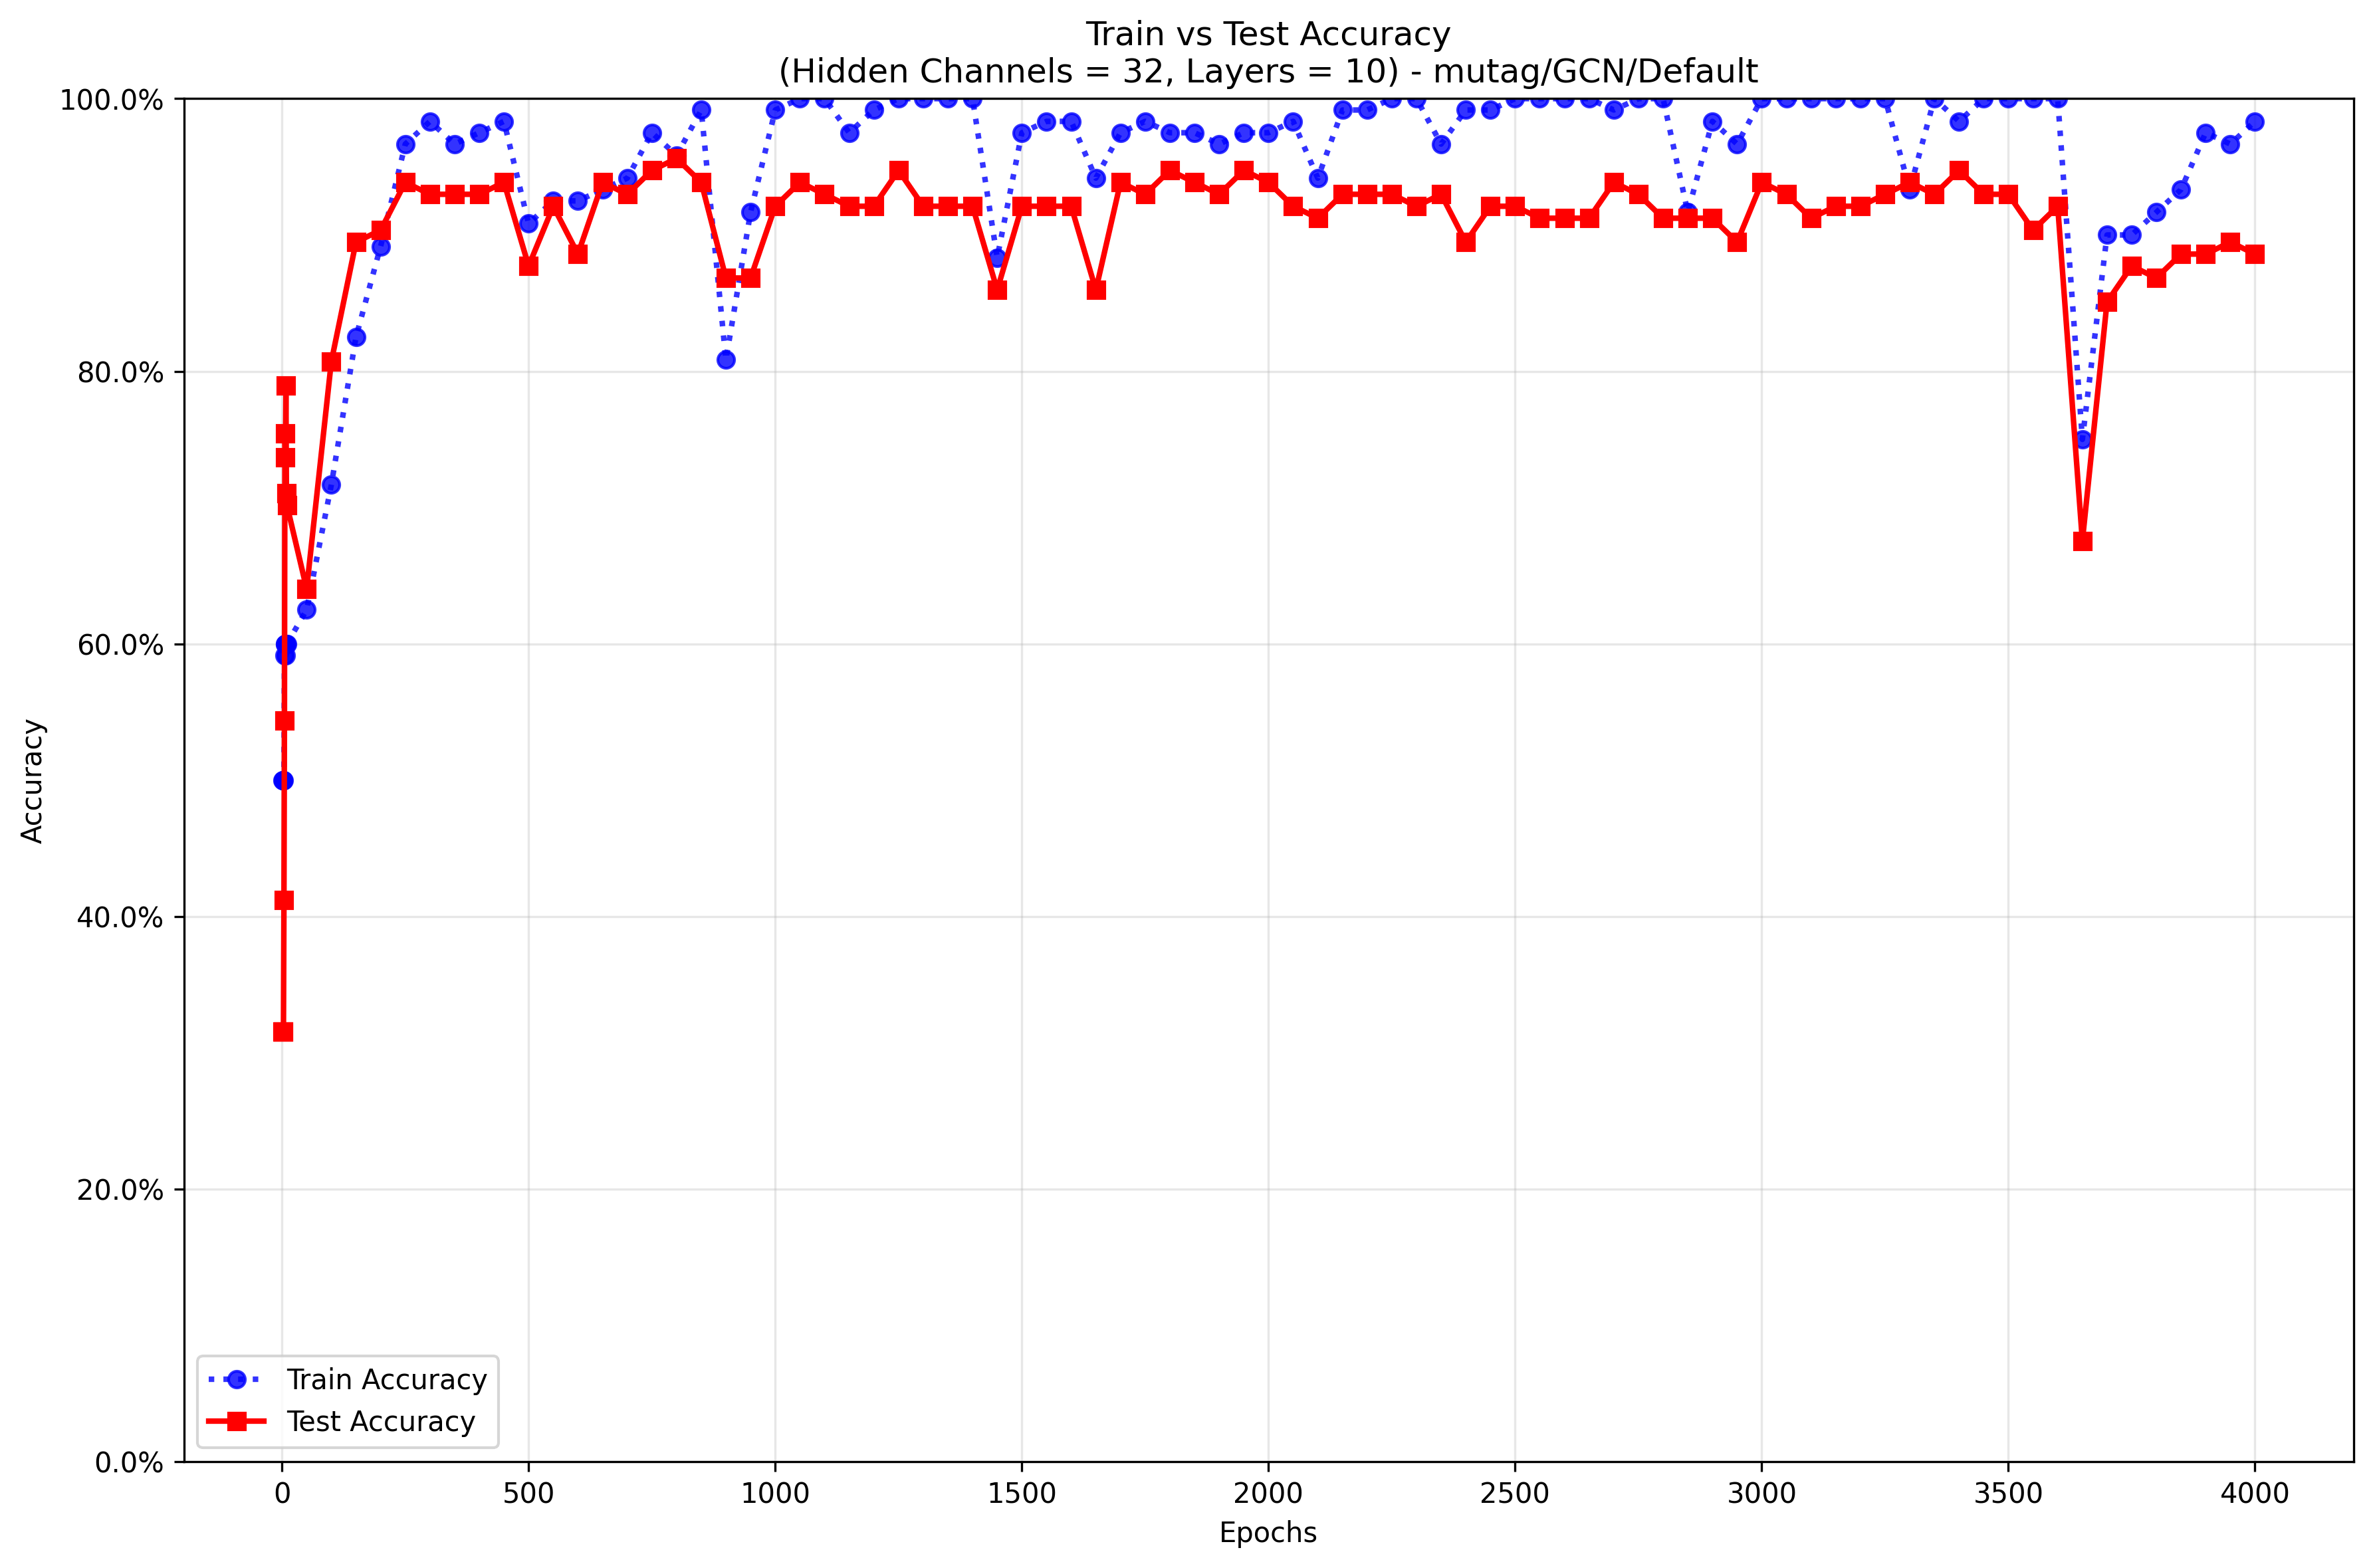 Train vs Test Accuracy
(Hidden Channels = 32, Layers = 10) - mutag/GCN/Default
100.0%
80.0%
60.0%
40.0%
20.0%
0.0%
Accuracy
Train Accuracy
Test Accuracy
0 500 1000 1500 2000 2500 3000 3500 4000
Epochs